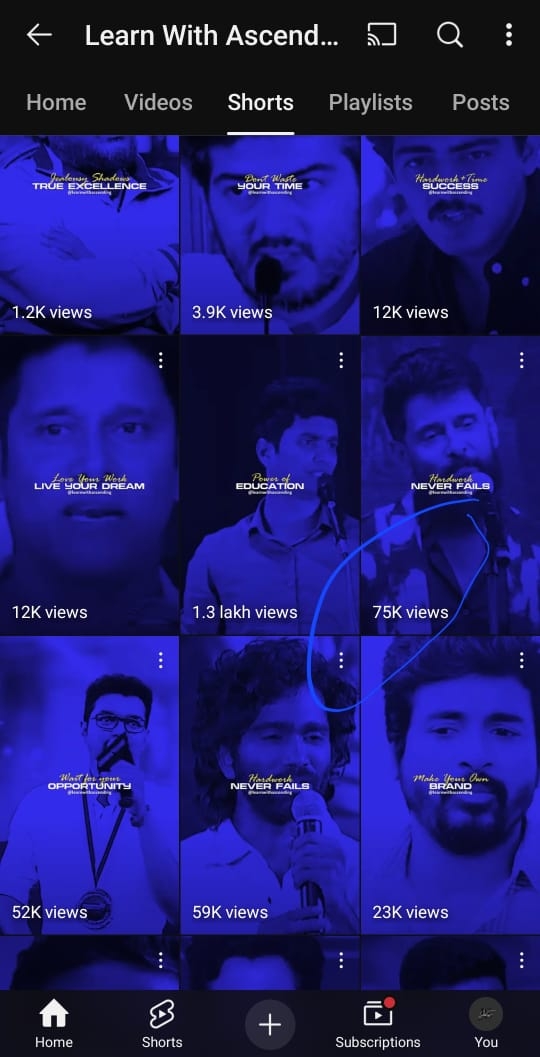 Learn With Ascend...
Home Videos Shorts Playlists Posts
Jealousy Shadows
TRUE EXCELLENCE
@learnwithascending
1.2K views
Dont Waste
YOUR TIME
@learnwithascending
3.9K views
Hardwork + Time
SUCCESS
@learnwithascending
12K views
Love Your Work
LIVE YOUR DREAM
@learnwithascending
12K views
Power of
EDUCATION
@learnwithascending
1.3 lakh views
Hardwork
NEVER FAILS
@learnwithascending
75K views
Wait for your
OPPORTUNITY
@learnwithascending
52K views
Hardwork
NEVER FAILS
@learnwithascending
59K views
Make Your Own
BRAND
@learnwithascending
23K views
Home Shorts Subscriptions You